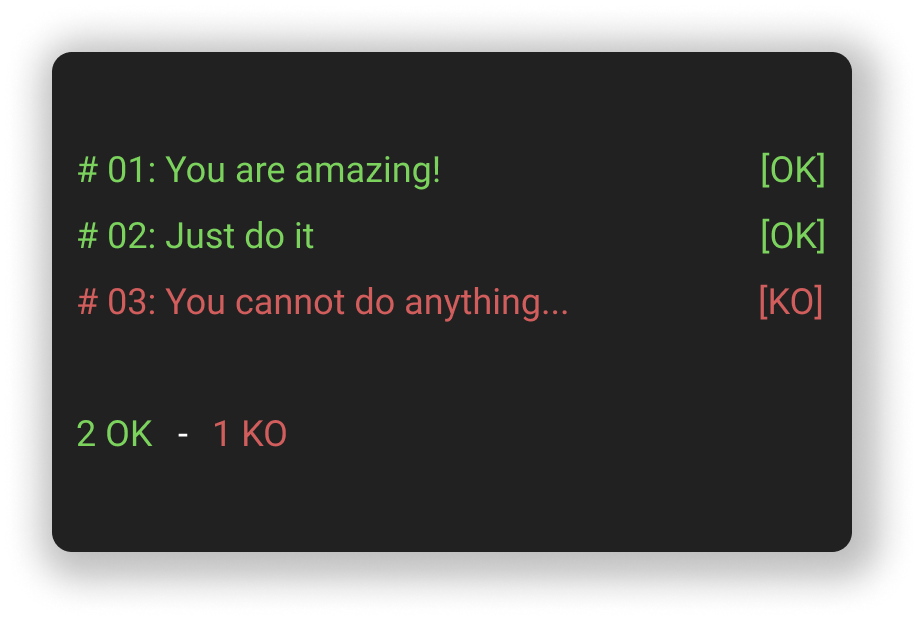 # 01: You are amazing! [OK]
# 02: Just do it [OK]
# 03: You cannot do anything... [KO]
2 OK - 1 KO